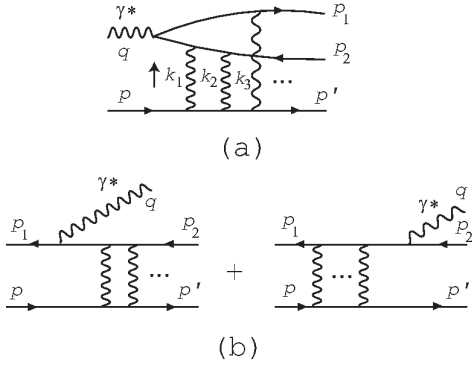 γ* p₁
q p₂
k₁ k₂ k₃ ...
p p'
(a)
γ* q γ* q
p₁ p₂ p₁ p₂
... + ...
p p' p p'
(b)